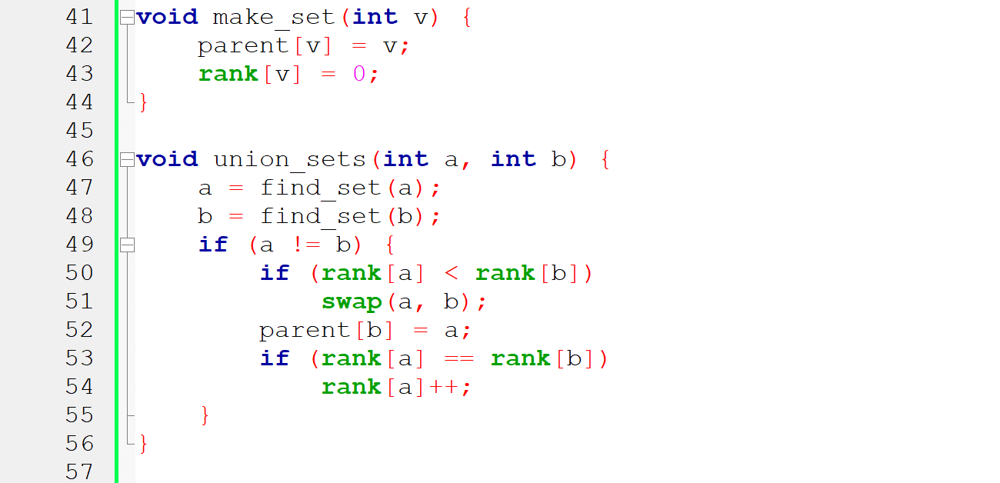 41 void make_set(int v) {
42     parent[v] = v;
43     rank[v] = 0;
44 }
45
46 void union_sets(int a, int b) {
47     a = find_set(a);
48     b = find_set(b);
49     if (a != b) {
50         if (rank[a] < rank[b])
51             swap(a, b);
52         parent[b] = a;
53         if (rank[a] == rank[b])
54             rank[a]++;
55     }
56 }
57